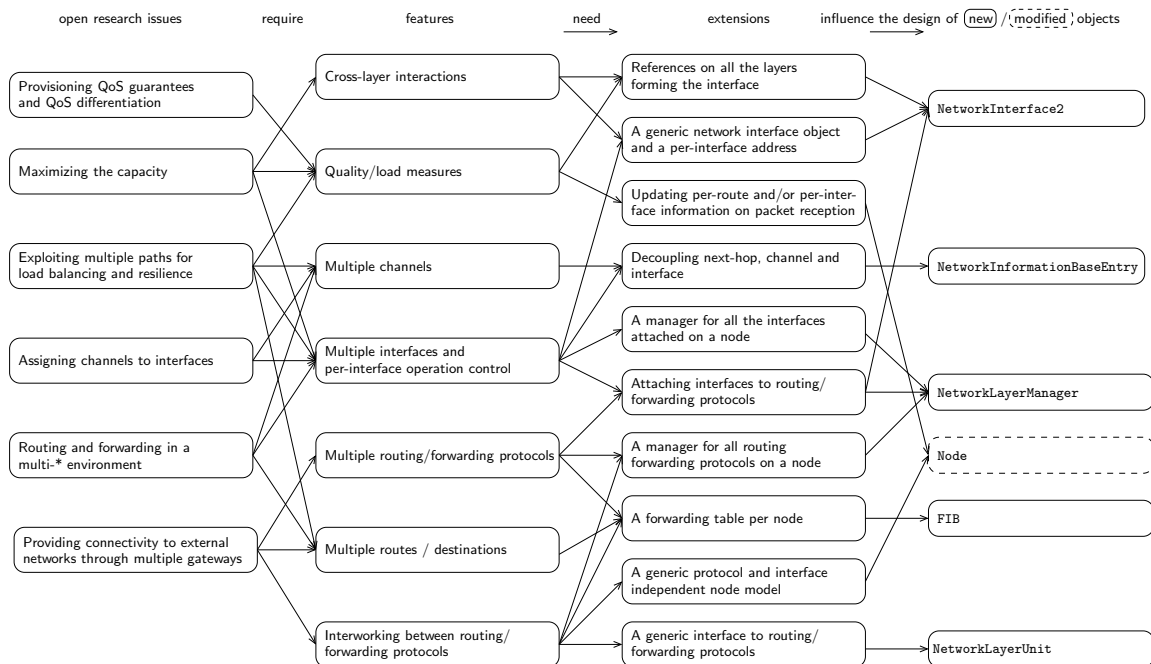 open research issues
require
features
need
extensions
influence the design of new / modified objects
Provisioning QoS guarantees
and QoS differentiation
Maximizing the capacity
Exploiting multiple paths for
load balancing and resilience
Assigning channels to interfaces
Routing and forwarding in a
multi-* environment
Providing connectivity to external
networks through multiple gateways
Cross-layer interactions
Quality/load measures
Multiple channels
Multiple interfaces and
per-interface operation control
Multiple routing/forwarding protocols
Multiple routes / destinations
Interworking between routing/
forwarding protocols
References on all the layers
forming the interface
A generic network interface object
and a per-interface address
Updating per-route and/or per-inter-
face information on packet reception
Decoupling next-hop, channel and
interface
A manager for all the interfaces
attached on a node
Attaching interfaces to routing/
forwarding protocols
A manager for all routing
forwarding protocols on a node
A forwarding table per node
A generic protocol and interface
independent node model
A generic interface to routing/
forwarding protocols
NetworkInterface2
NetworkInformationBaseEntry
NetworkLayerManager
Node
FIB
NetworkLayerUnit